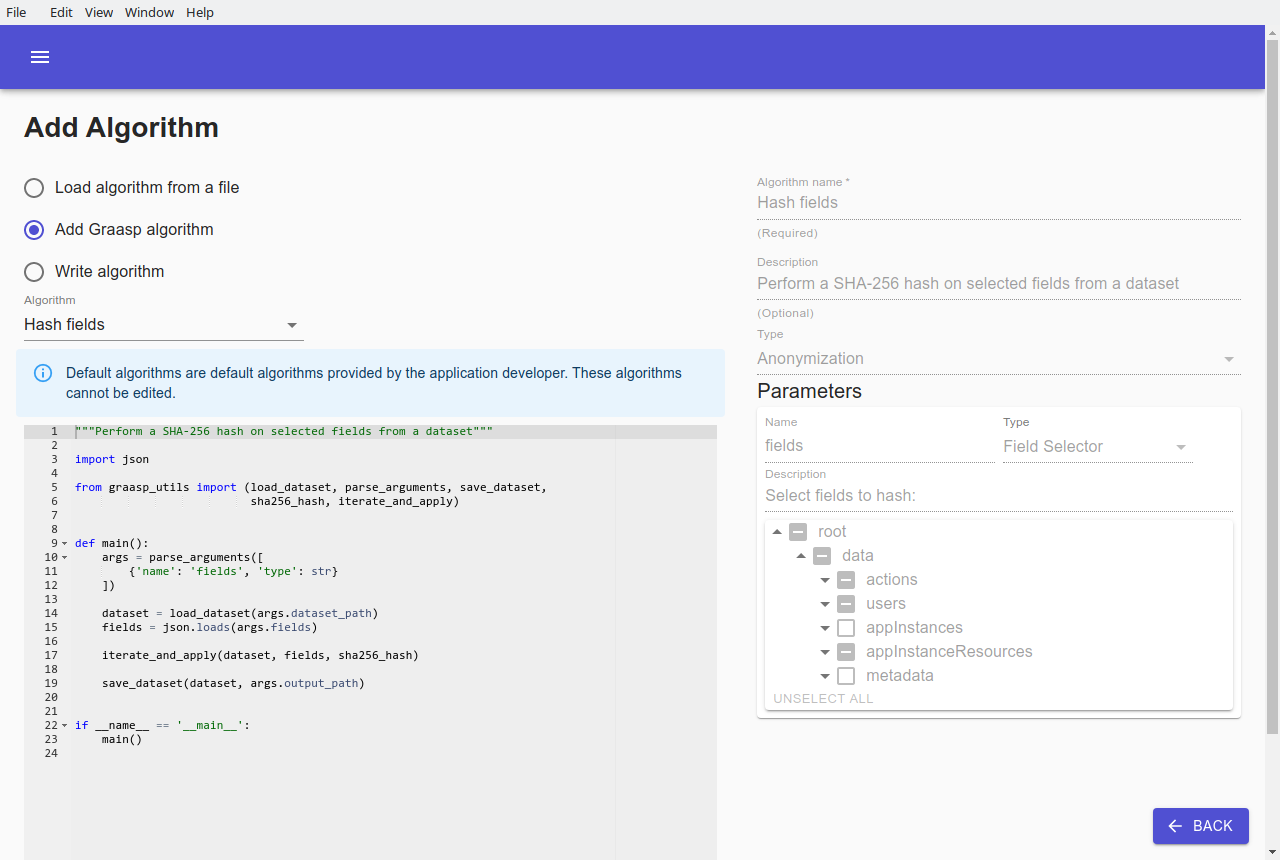 File Edit View Window Help
Add Algorithm
Load algorithm from a file
Add Graasp algorithm
Write algorithm
Algorithm
Hash fields
Default algorithms are default algorithms provided by the application developer. These algorithms
cannot be edited.
1 """Perform a SHA-256 hash on selected fields from a dataset"""
2
3 import json
4
5 from graasp_utils import (load_dataset, parse_arguments, save_dataset,
6                           sha256_hash, iterate_and_apply)
7
8
9 def main():
10     args = parse_arguments([
11         {'name': 'fields', 'type': str}
12     ])
13
14     dataset = load_dataset(args.dataset_path)
15     fields = json.loads(args.fields)
16
17     iterate_and_apply(dataset, fields, sha256_hash)
18
19     save_dataset(dataset, args.output_path)
20
21
22 if __name__ == '__main__':
23     main()
24
Algorithm name *
Hash fields
(Required)
Description
Perform a SHA-256 hash on selected fields from a dataset
(Optional)
Type
Anonymization
Parameters
Name Type
fields Field Selector
Description
Select fields to hash:
root
data
actions
users
appInstances
appInstanceResources
metadata
UNSELECT ALL
BACK